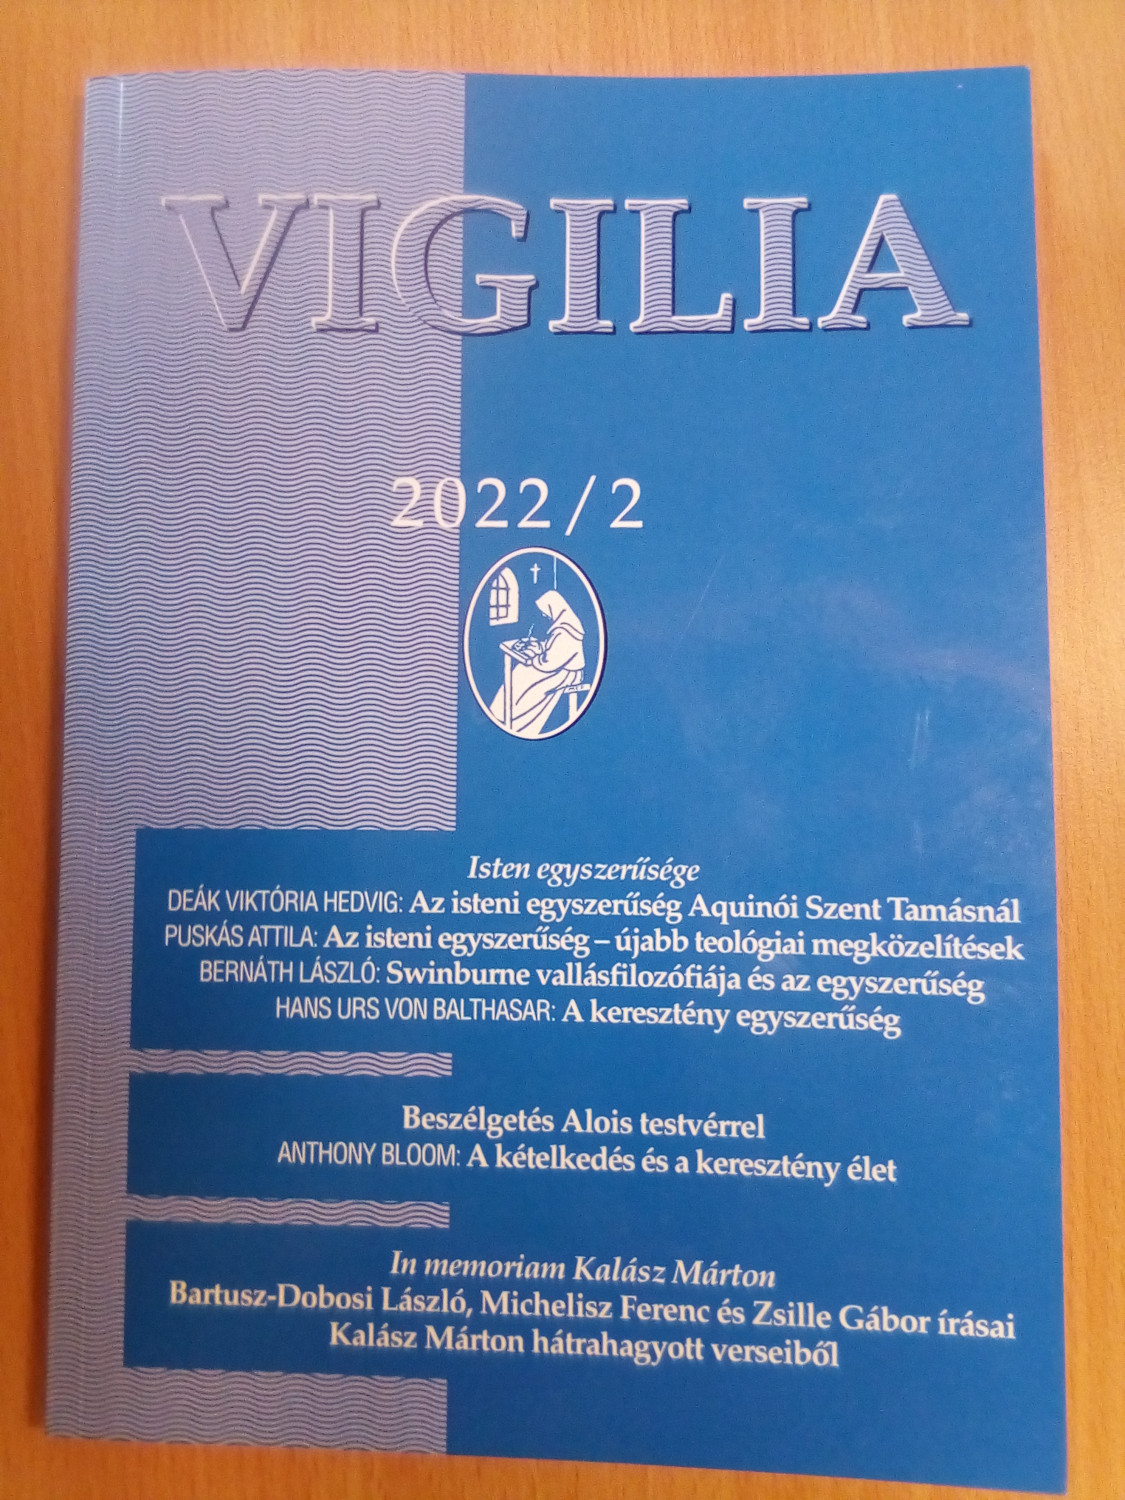 VIGILIA
2022/2
Isten egyszerűsége
DEÁK VIKTÓRIA HEDVIG: Az isteni egyszerűség Aquinói Szent Tamásnál
PUSKÁS ATTILA: Az isteni egyszerűség – újabb teológiai megközelítések
BERNÁTH LÁSZLÓ: Swinburne vallásfilozófiája és az egyszerűség
HANS URS VON BALTHASAR: A keresztény egyszerűség
Beszélgetés Alois testvérrel
ANTHONY BLOOM: A kételkedés és a keresztény élet
In memoriam Kalász Márton
Bartusz-Dobosi László, Michelisz Ferenc és Zsille Gábor írásai
Kalász Márton hátrahagyott verseiből